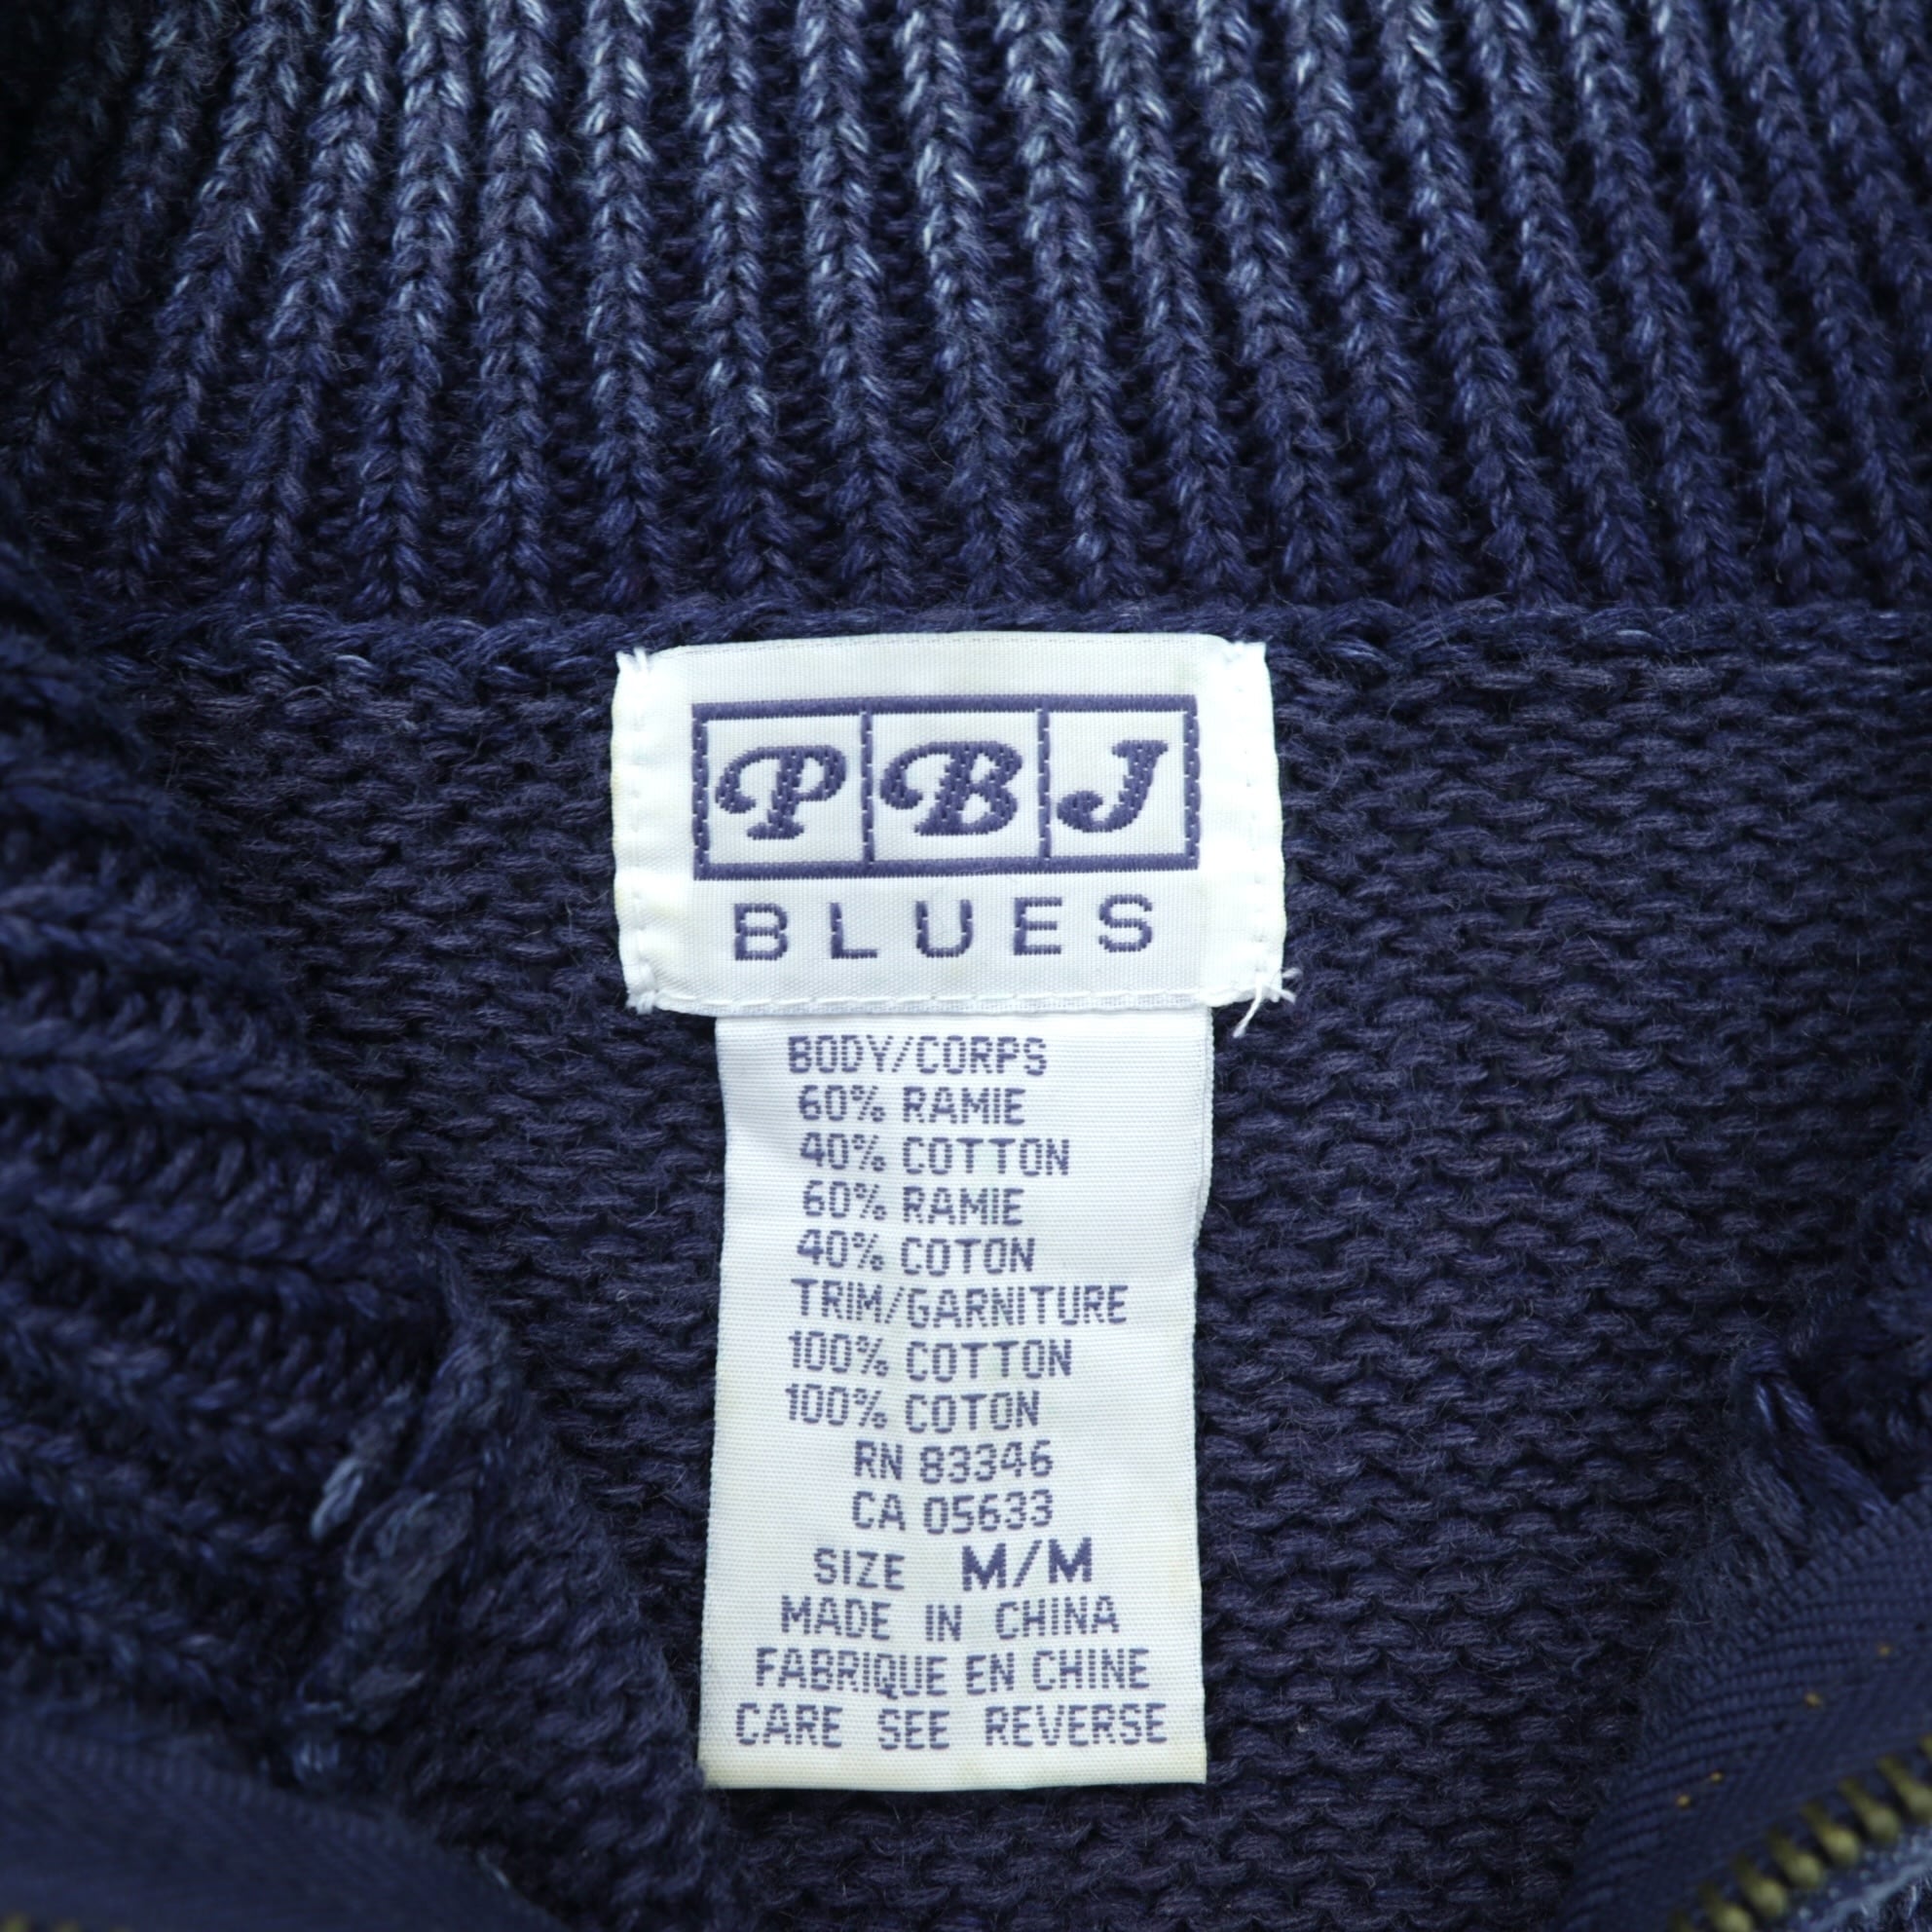 PBJ
BLUES
BODY/CORPS
60% RAMIE
40% COTTON
60% RAMIE
40% COTON
TRIM/GARNITURE
100% COTTON
100% COTON
RN 83346
CA 05633
SIZE M/M
MADE IN CHINA
FABRIQUE EN CHINE
CARE SEE REVERSE